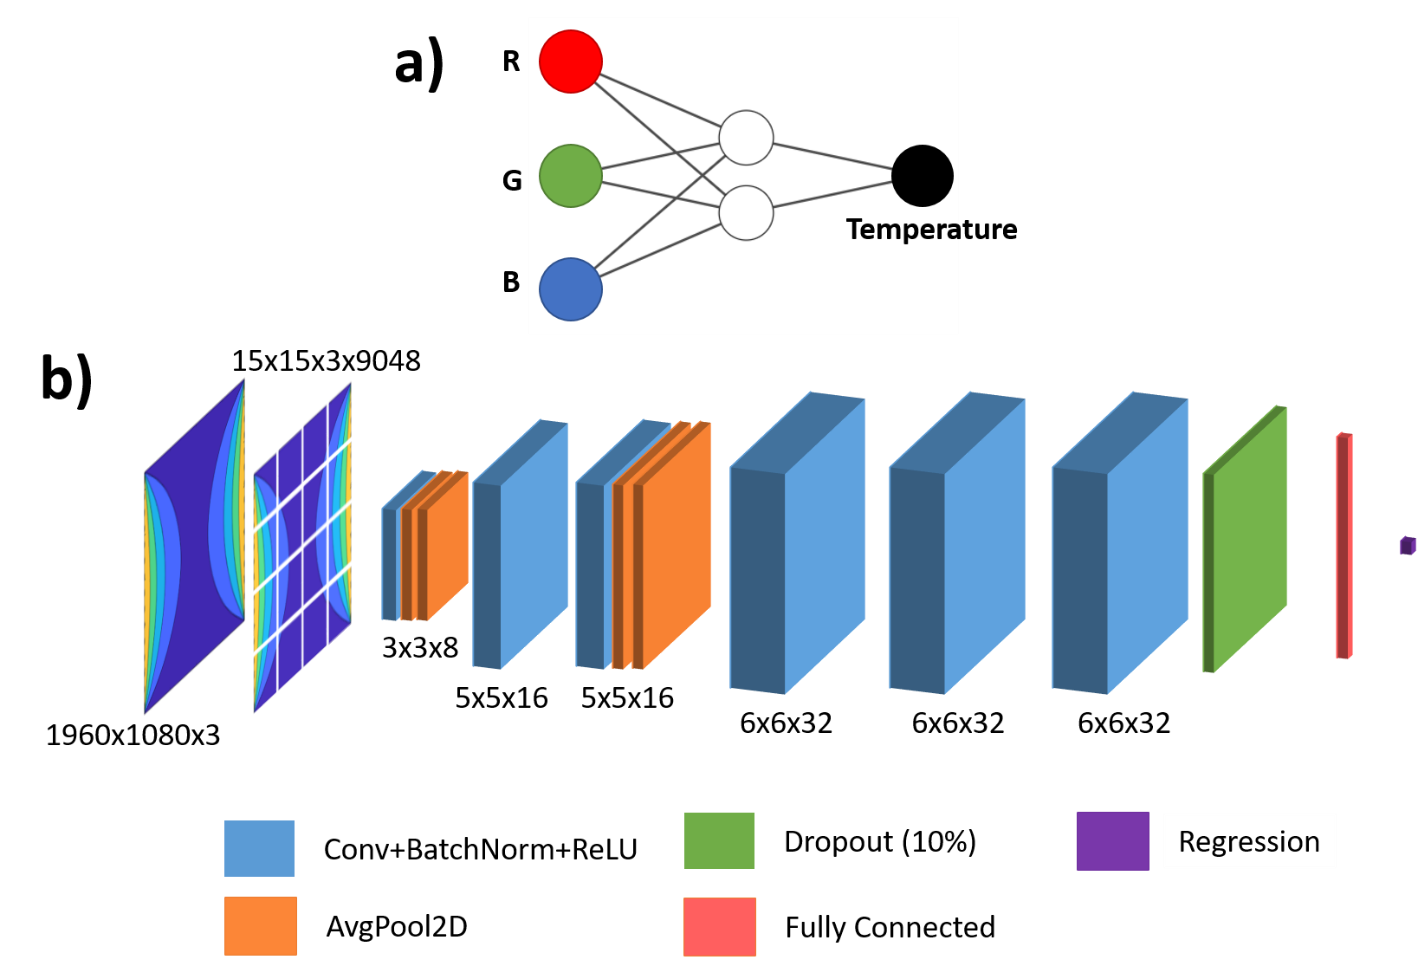 a)
R
G
B
Temperature
b)
15x15x3x9048
1960x1080x3
3x3x8
5x5x16
5x5x16
6x6x32
6x6x32
6x6x32
Conv+BatchNorm+ReLU
Dropout (10%)
Regression
AvgPool2D
Fully Connected